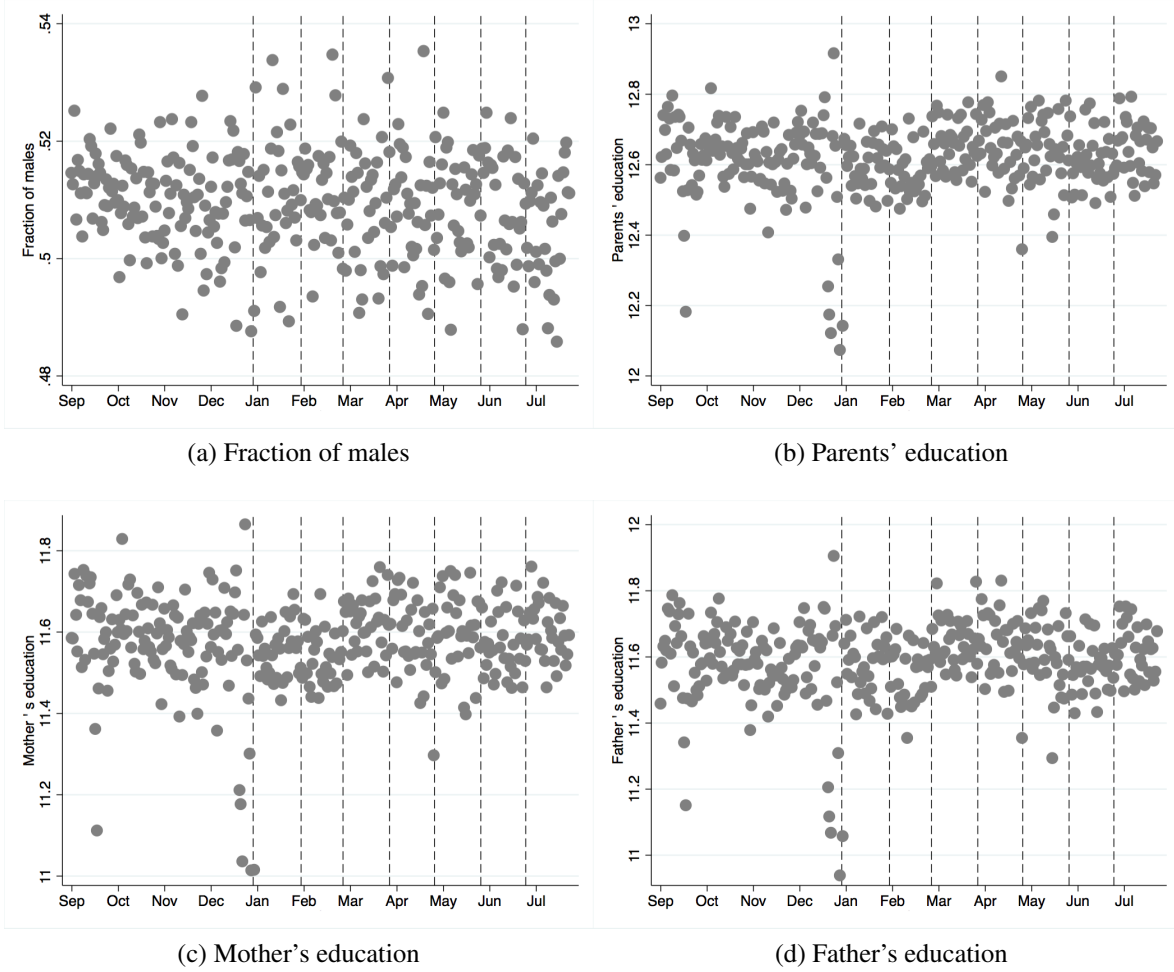 .54
.52
.5
.48
Fraction of males
Sep Oct Nov Dec Jan Feb Mar Apr May Jun Jul
(a) Fraction of males
13
12.8
12.6
12.4
12.2
12
Parents ' education
Sep Oct Nov Dec Jan Feb Mar Apr May Jun Jul
(b) Parents’ education
11.8
11.6
11.4
11.2
11
Mother ' s education
Sep Oct Nov Dec Jan Feb Mar Apr May Jun Jul
(c) Mother’s education
12
11.8
11.6
11.4
11.2
11
Father ' s education
Sep Oct Nov Dec Jan Feb Mar Apr May Jun Jul
(d) Father’s education